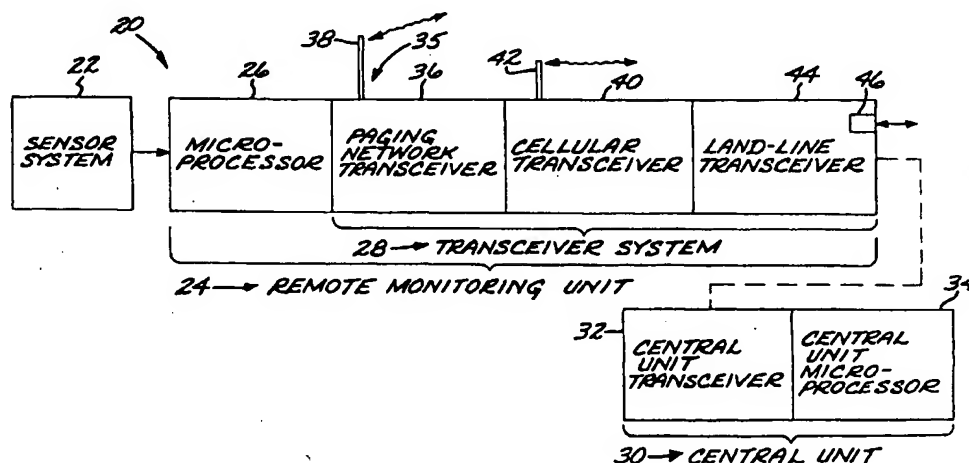 20
38
35
36
42
40
44
46
22
26
SENSOR
SYSTEM
MICRO-
PROCESSOR
PAGING
NETWORK
TRANSCEIVER
CELLULAR
TRANSCEIVER
LAND-LINE
TRANSCEIVER
28 → TRANSCEIVER SYSTEM
24 → REMOTE MONITORING UNIT
32
34
CENTRAL
UNIT
TRANSCEIVER
CENTRAL
UNIT
MICRO-
PROCESSOR
30 → CENTRAL UNIT